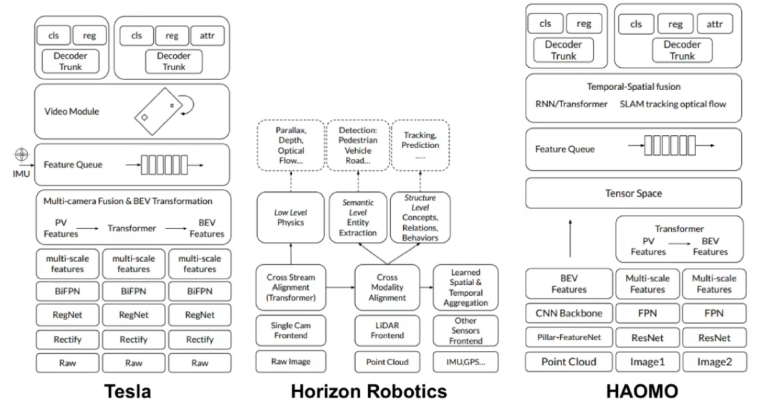 cls reg
Decoder
Trunk
cls reg attr
Decoder
Trunk
Video Module
IMU
Feature Queue
Multi-camera Fusion & BEV Transformation
PV
Features
Transformer
BEV
Features
multi-scale
features
multi-scale
features
multi-scale
features
BiFPN BiFPN BiFPN
RegNet RegNet RegNet
Rectify Rectify Rectify
Raw Raw Raw
Tesla
Parallax,
Depth,
Optical
Flow...
Detection:
Pedestrian
Vehicle
Road...
Tracking,
Prediction
.....
Low Level
Physics
Semantic
Level
Entity
Extraction
Structure
Level
Concepts,
Relations,
Behaviors
Cross Stream
Alignment
(Transformer)
Cross
Modality
Alignment
Learned
Spatial &
Temporal
Aggregation
Single Cam
Frontend
LiDAR
Frontend
Other
Sensors
Frontend
Raw Image
Point Cloud
IMU,GPS...
Horizon Robotics
cls reg
Decoder
Trunk
cls reg attr
Decoder
Trunk
Temporal-Spatial fusion
RNN/Transformer SLAM tracking optical flow
Feature Queue
Tensor Space
Transformer
PV
Features
BEV
Features
BEV
Features
Multi-scale
Features
Multi-scale
Features
CNN Backbone FPN FPN
Pillar-FeatureNet ResNet ResNet
Point Cloud Image1 Image2
HAOMO